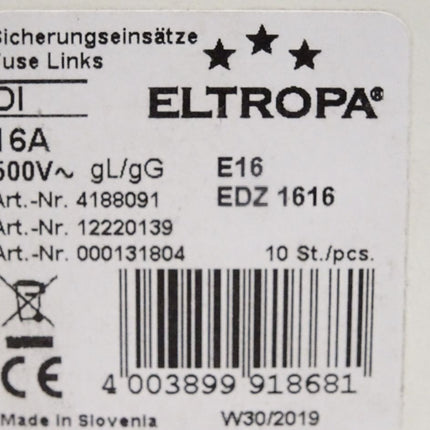 Sicherungseinsätze
Fuse Links
ELTROPA®
DI
16A
500V~ gL/gG
E16
EDZ 1616
Art.-Nr. 4188091
Art.-Nr. 12220139
Art.-Nr. 000131804
10 St./pcs.
CE
4 003899 918681
Made in Slovenia
W30/2019